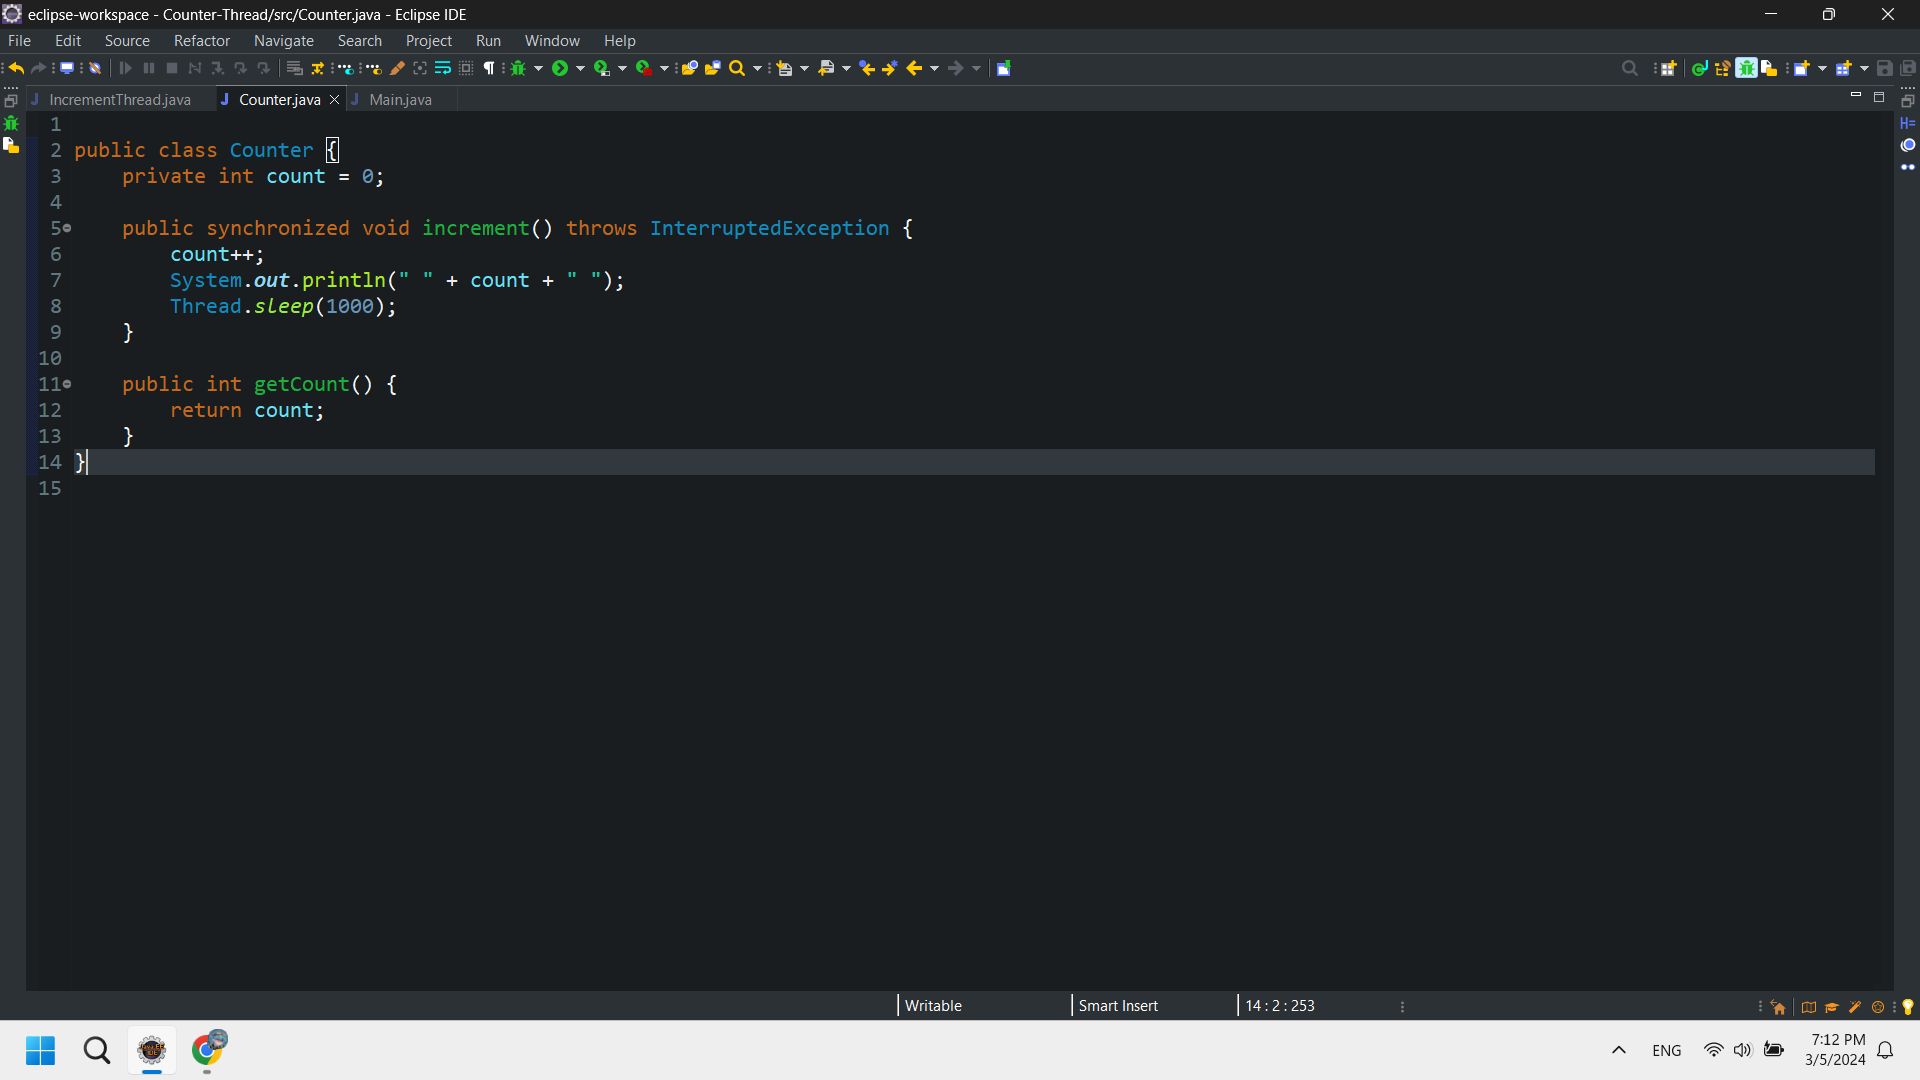 eclipse-workspace - Counter-Thread/src/Counter.java - Eclipse IDE
File Edit Source Refactor Navigate Search Project Run Window Help
IncrementThread.java Counter.java Main.java
1
2 public class Counter {
3 private int count = 0;
4
5 public synchronized void increment() throws InterruptedException {
6 count++;
7 System.out.println(" " + count + " ");
8 Thread.sleep(1000);
9 }
10
11 public int getCount() {
12 return count;
13 }
14 }
15
Writable Smart Insert 14 : 2 : 253
ENG 7:12 PM
3/5/2024